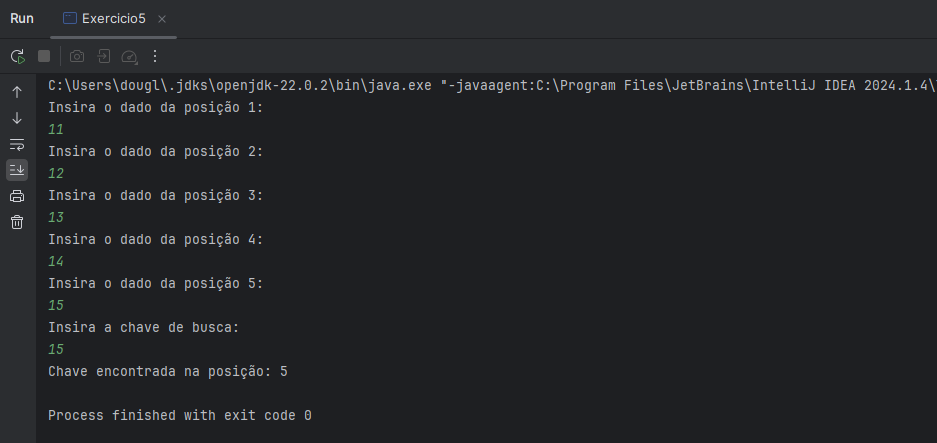 Run Exercicio5
C:\Users\dougl\.jdks\openjdk-22.0.2\bin\java.exe "-javaagent:C:\Program Files\JetBrains\IntelliJ IDEA 2024.1.4\
Insira o dado da posição 1:
11
Insira o dado da posição 2:
12
Insira o dado da posição 3:
13
Insira o dado da posição 4:
14
Insira o dado da posição 5:
15
Insira a chave de busca:
15
Chave encontrada na posição: 5
Process finished with exit code 0